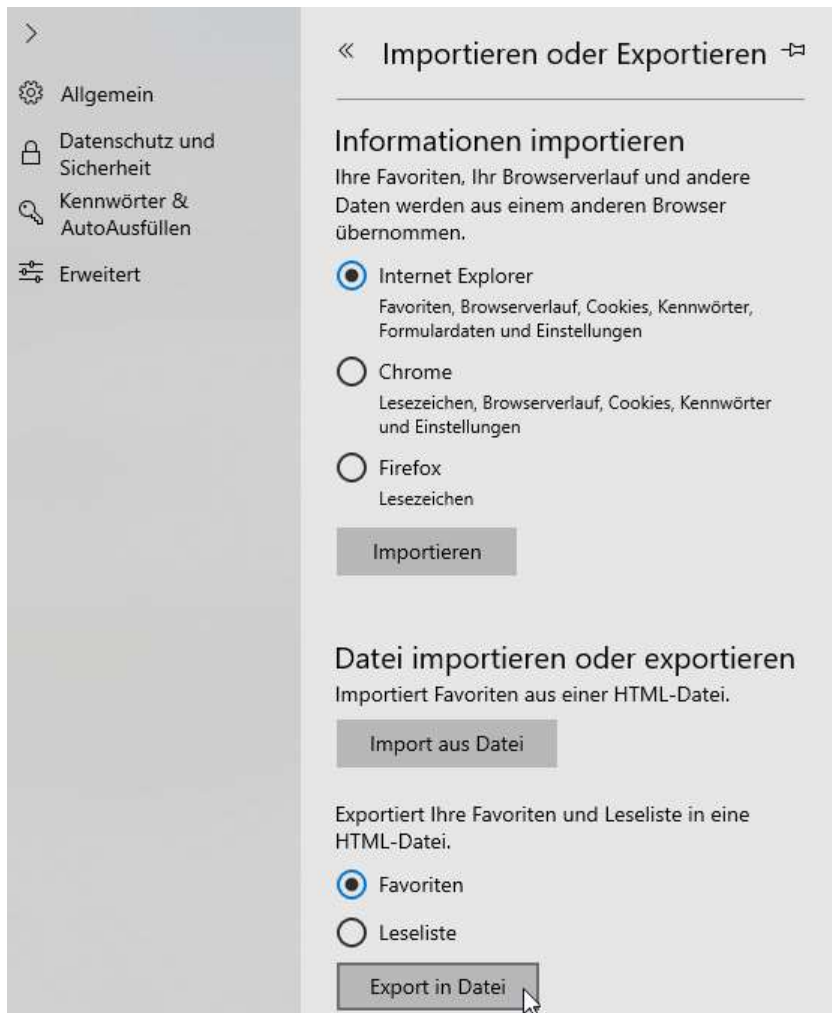 Allgemein
Datenschutz und
Sicherheit
Kennwörter &
AutoAusfüllen
Erweitert
« Importieren oder Exportieren
Informationen importieren
Ihre Favoriten, Ihr Browserverlauf und andere
Daten werden aus einem anderen Browser
übernommen.
Internet Explorer
Favoriten, Browserverlauf, Cookies, Kennwörter,
Formulardaten und Einstellungen
Chrome
Lesezeichen, Browserverlauf, Cookies, Kennwörter
und Einstellungen
Firefox
Lesezeichen
Importieren
Datei importieren oder exportieren
Importiert Favoriten aus einer HTML-Datei.
Import aus Datei
Exportiert Ihre Favoriten und Leseliste in eine
HTML-Datei.
Favoriten
Leseliste
Export in Datei